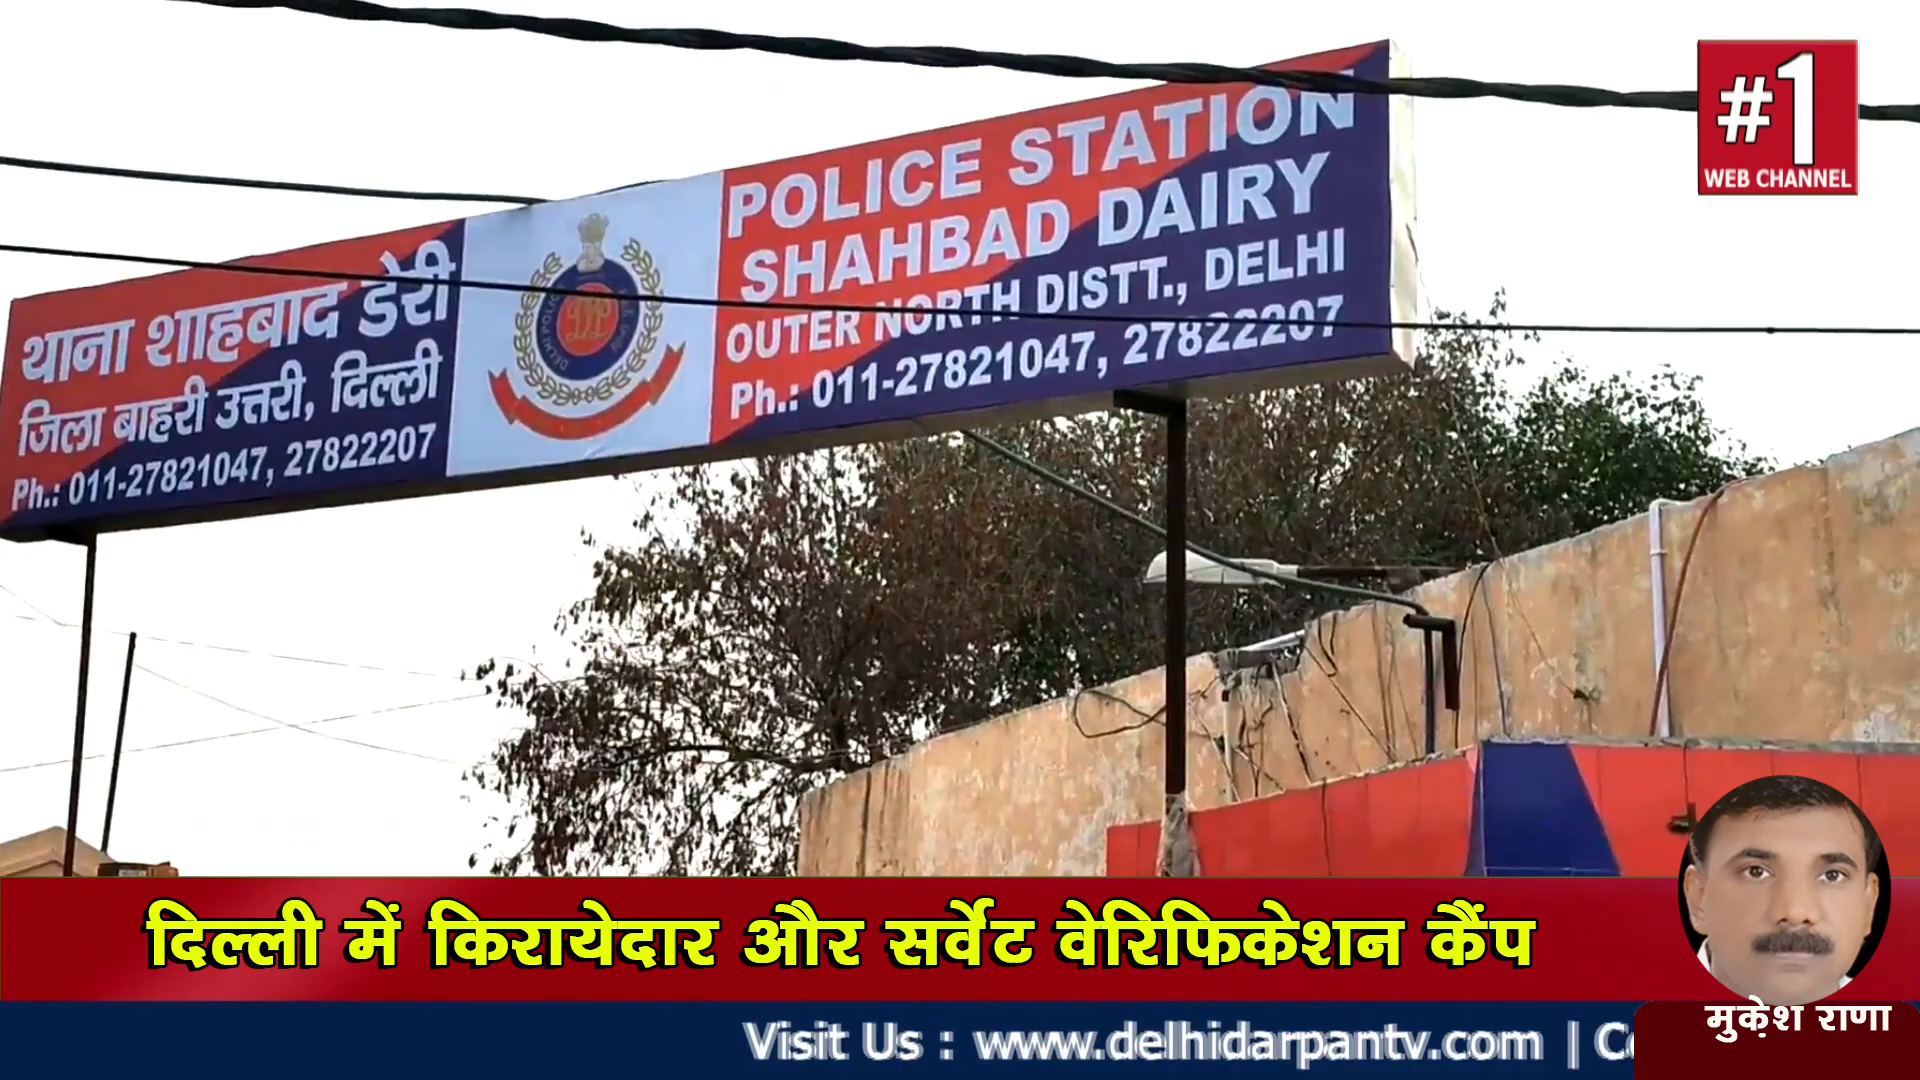 #1
WEB CHANNEL
थाना शाहबाद डेरी
जिला बाहरी उत्तरी, दिल्ली
Ph.: 011-27821047, 27822207
POLICE STATION
SHAHBAD DAIRY
OUTER NORTH DISTT., DELHI
Ph.: 011-27821047, 27822207
दिल्ली में किरायेदार और सर्वेंट वेरिफिकेशन कैंप
मुकेश राणा
Visit Us : www.delhidarpantv.com |